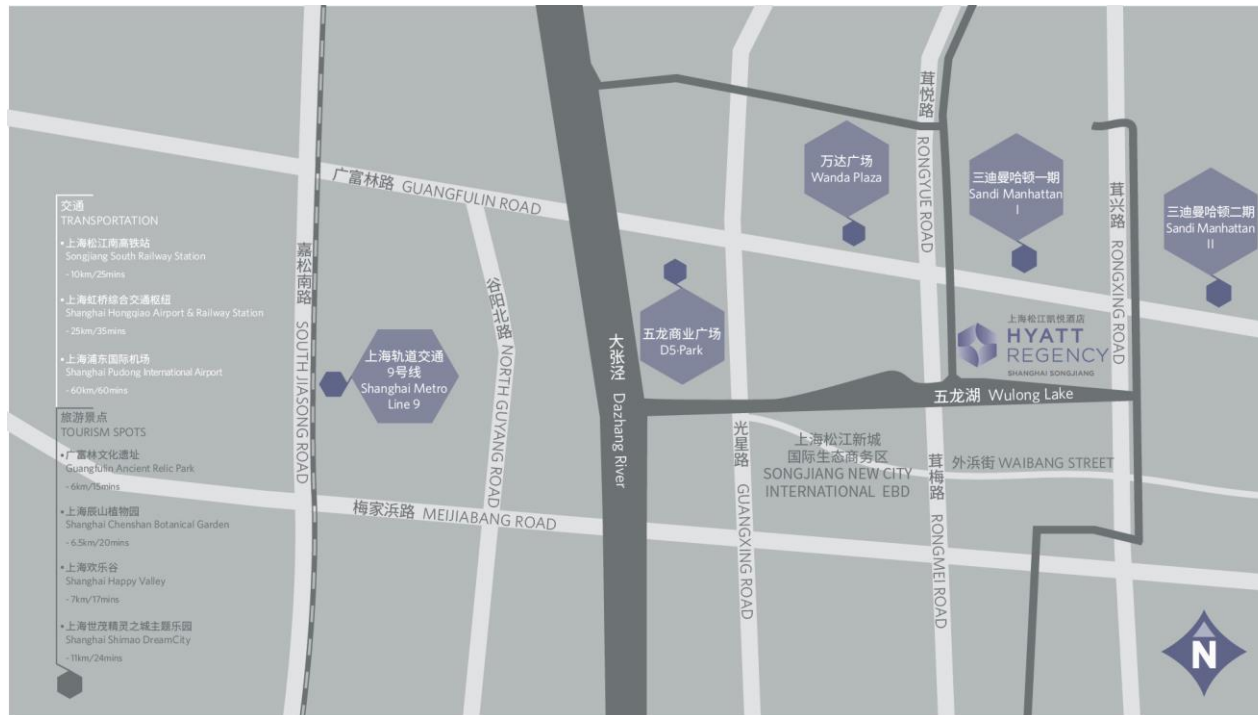 交通
TRANSPORTATION
•上海松江南高铁站
Songjiang South Railway Station
- 10km/25mins
•上海虹桥综合交通枢纽
Shanghai Hongqiao Airport & Railway Station
- 25km/35mins
•上海浦东国际机场
Shanghai Pudong International Airport
- 60km/60mins
旅游景点
TOURISM SPOTS
•广富林文化遗址
Guangfulin Ancient Relic Park
- 6km/15mins
•上海辰山植物园
Shanghai Chenshan Botanical Garden
- 6.5km/20mins
•上海欢乐谷
Shanghai Happy Valley
- 7km/17mins
•上海世茂精灵之城主题乐园
Shanghai Shimao DreamCity
- 11km/24mins
嘉松南路 SOUTH JIASONG ROAD
广富林路 GUANGFULIN ROAD
上海轨道交通
9号线
Shanghai Metro
Line 9
谷阳北路 NORTH GUYANG ROAD
梅家浜路 MEIJIABANG ROAD
大张泾 Dazhang River
五龙商业广场
D5·Park
万达广场
Wanda Plaza
茸悦路 RONGYUE ROAD
三迪曼哈顿一期
Sandi Manhattan
I
茸兴路 RONGXING ROAD
三迪曼哈顿二期
Sandi Manhattan
II
上海松江凯悦酒店
HYATT
REGENCY
SHANGHAI SONGJIANG
五龙湖 Wulong Lake
光星路 GUANGXING ROAD
上海松江新城
国际生态商务区
SONGJIANG NEW CITY
INTERNATIONAL EBD
茸梅路 RONGMEI ROAD
外浜街 WAIBANG STREET
N